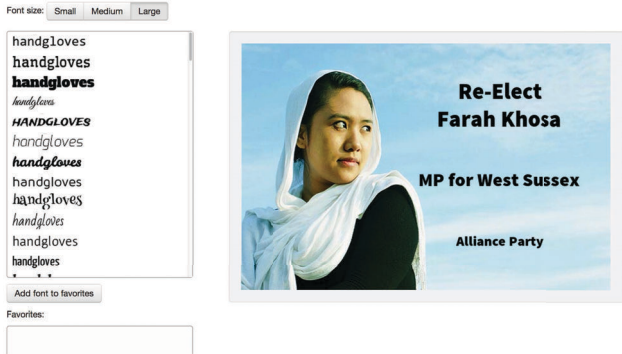 Font size: Small Medium Large
handgloves
handgloves
handgloves
handgloves
HANDGLOVES
handgloves
handgloves
handgloves
handgloves
handgloves
handgloves
handgloves
Add font to favorites
Favorites:
Re-Elect
Farah Khosa
MP for West Sussex
Alliance Party